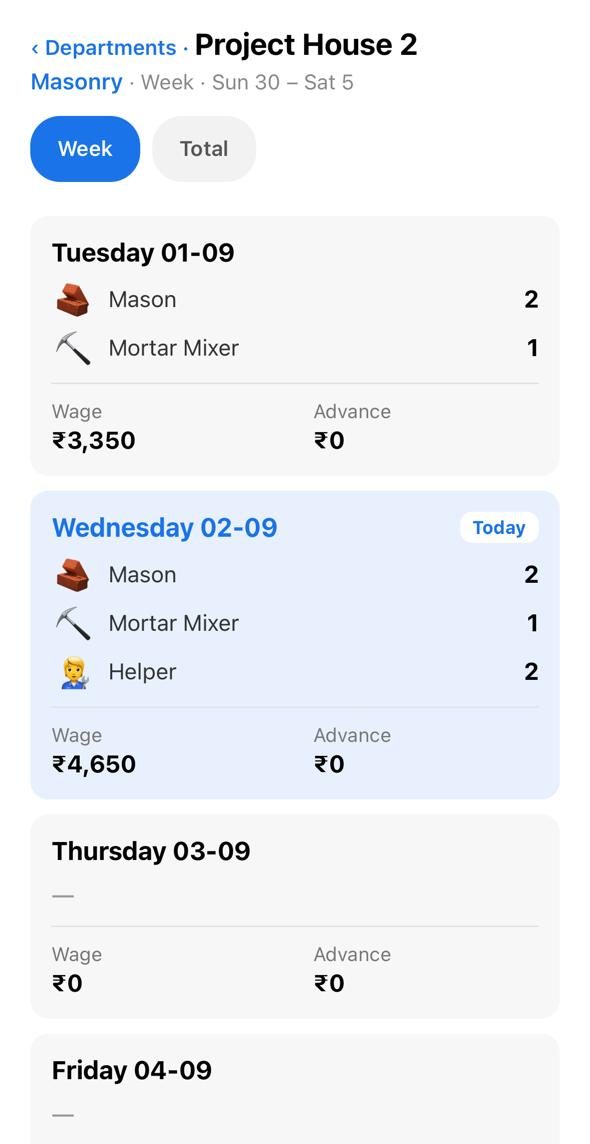 ‹ Departments · Project House 2
Masonry · Week · Sun 30 – Sat 5
Week Total
Tuesday 01-09
Mason 2
Mortar Mixer 1
Wage Advance
₹3,350 ₹0
Wednesday 02-09 Today
Mason 2
Mortar Mixer 1
Helper 2
Wage Advance
₹4,650 ₹0
Thursday 03-09
—
Wage Advance
₹0 ₹0
Friday 04-09
—